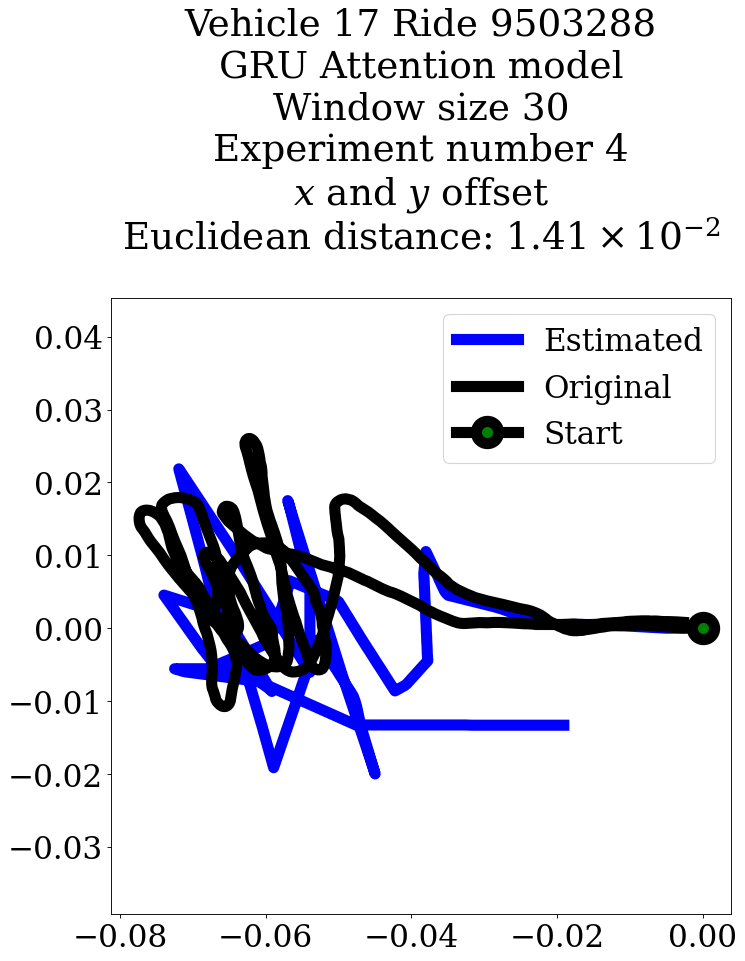 Vehicle 17 Ride 9503288
GRU Attention model
Window size 30
Experiment number 4
x and y offset
Euclidean distance: 1.41 × 10⁻²
Estimated
Original
Start
0.04
0.03
0.02
0.01
0.00
−0.01
−0.02
−0.03
−0.08 −0.06 −0.04 −0.02 0.00